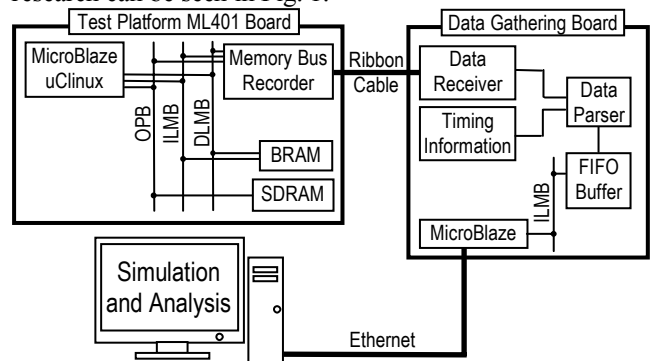 research can be seen in Fig. 1.
Test Platform ML401 Board
MicroBlaze
uClinux
OPB
ILMB
DLMB
Memory Bus
Recorder
BRAM
SDRAM
Ribbon
Cable
Data Gathering Board
Data
Receiver
Timing
Information
Data
Parser
FIFO
Buffer
ILMB
MicroBlaze
Simulation
and Analysis
Ethernet